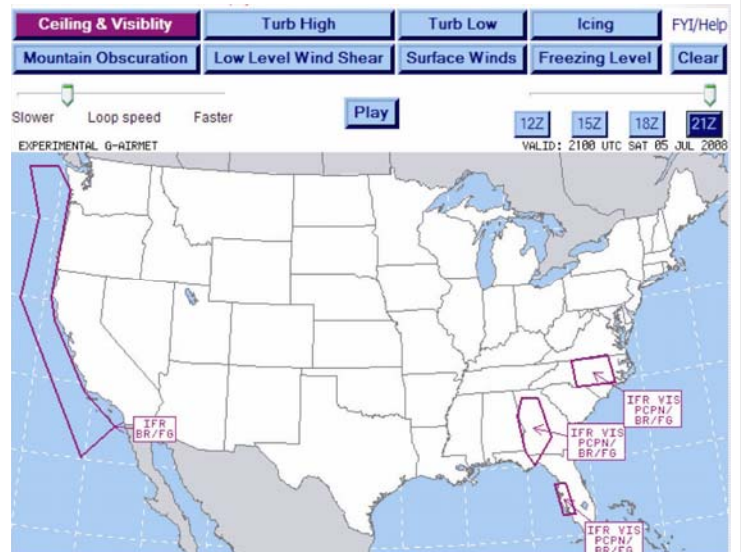 Ceiling & Visiblity Turb High Turb Low Icing FYI/Help
Mountain Obscuration Low Level Wind Shear Surface Winds Freezing Level Clear
Slower Loop speed Faster Play 12Z 15Z 18Z 21Z
EXPERIMENTAL G-AIRMET VALID: 2100 UTC SAT 05 JUL 2008
IFR
BR/FG
IFR VIS
PCPN/
BR/FG
IFR VIS
PCPN/
BR/FG
IFR VIS
PCPN/
BR/FG